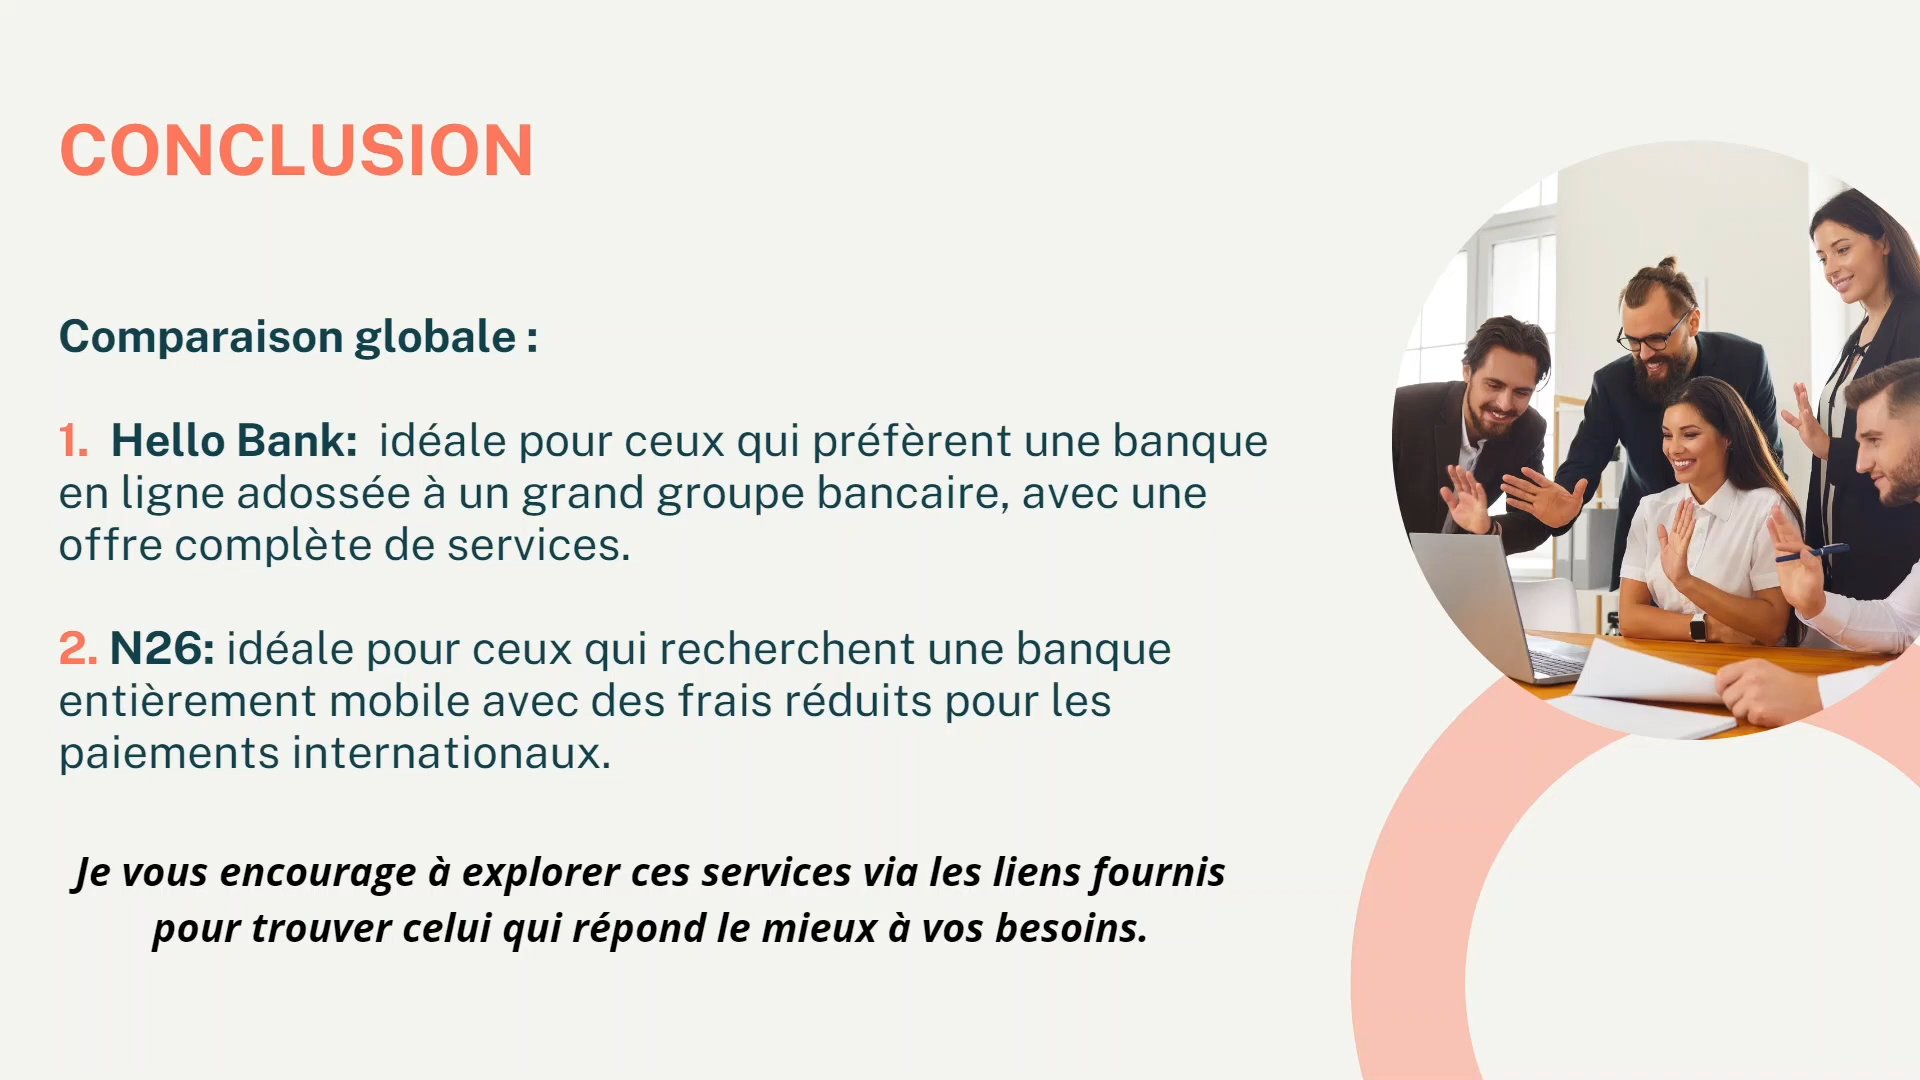 CONCLUSION
Comparaison globale :
1. Hello Bank: idéale pour ceux qui préfèrent une banque
en ligne adossée à un grand groupe bancaire, avec une
offre complète de services.
2. N26: idéale pour ceux qui recherchent une banque
entièrement mobile avec des frais réduits pour les
paiements internationaux.
Je vous encourage à explorer ces services via les liens fournis
pour trouver celui qui répond le mieux à vos besoins.